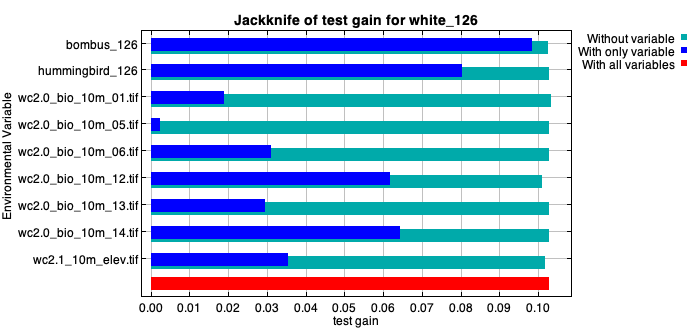 Jackknife of test gain for white_126
Without variable
With only variable
With all variables
Environmental Variable
bombus_126
hummingbird_126
wc2.0_bio_10m_01.tif
wc2.0_bio_10m_05.tif
wc2.0_bio_10m_06.tif
wc2.0_bio_10m_12.tif
wc2.0_bio_10m_13.tif
wc2.0_bio_10m_14.tif
wc2.1_10m_elev.tif
0.00 0.01 0.02 0.03 0.04 0.05 0.06 0.07 0.08 0.09 0.10
test gain